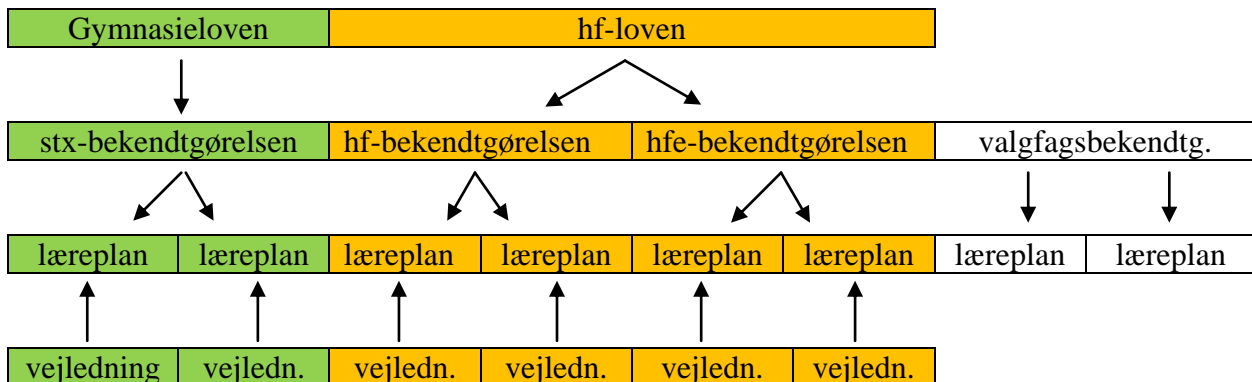 Gymnasieloven hf-loven
stx-bekendtgørelsen hf-bekendtgørelsen hfe-bekendtgørelsen valgfagsbekendtg.
læreplan læreplan læreplan læreplan læreplan læreplan læreplan læreplan
vejledning vejledn. vejledn. vejledn. vejledn. vejledn.